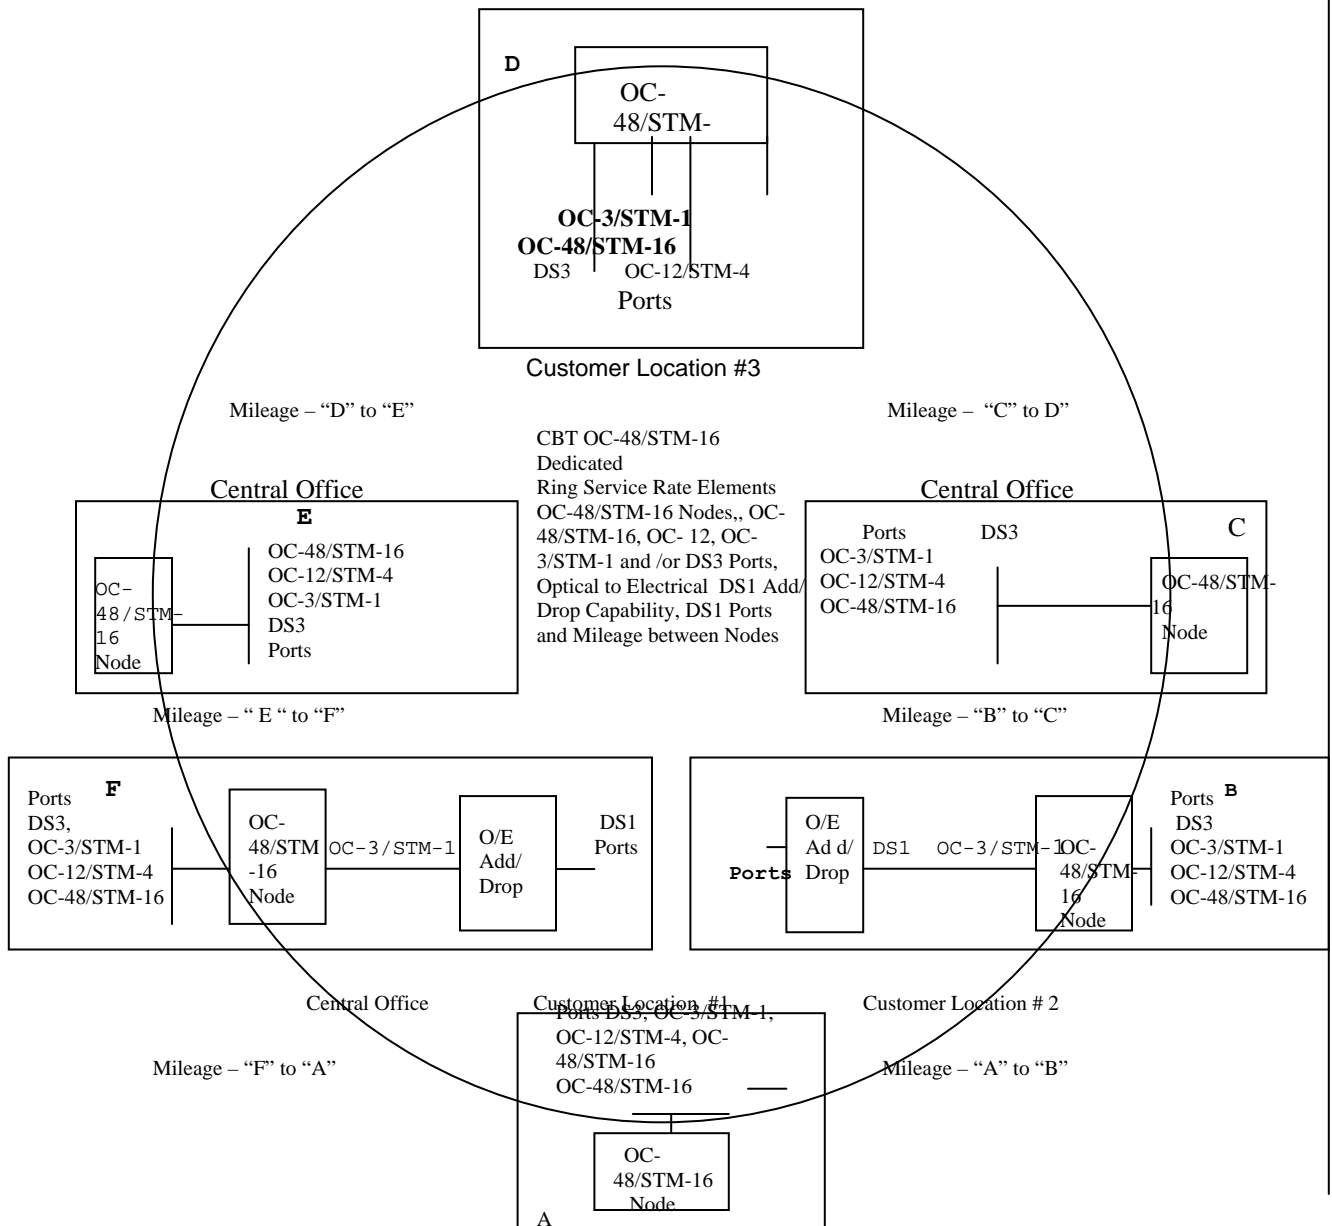 D
OC-
48/STM-
OC-3/STM-1
OC-48/STM-16
DS3 OC-12/STM-4
Ports
Customer Location #3
Mileage – “D” to “E”
Mileage – “C” to D”
CBT OC-48/STM-16
Dedicated
Ring Service Rate Elements
OC-48/STM-16 Nodes,, OC-
48/STM-16, OC- 12, OC-
3/STM-1 and /or DS3 Ports,
Optical to Electrical DS1 Add/
Drop Capability, DS1 Ports
and Mileage between Nodes
Central Office
E
OC-
48/STM-
16
Node
OC-48/STM-16
OC-12/STM-4
OC-3/STM-1
DS3
Ports
Central Office
C
Ports DS3
OC-3/STM-1
OC-12/STM-4
OC-48/STM-16
OC-48/STM-
16
Node
Mileage – “ E “ to “F”
Mileage – “B” to “C”
F
Ports
DS3,
OC-3/STM-1
OC-12/STM-4
OC-48/STM-16
OC-
48/STM
-16
Node
OC-3/STM-1
O/E
Add/
Drop
DS1
Ports
Ports
O/E
Ad d/
Drop
DS1 OC-3/STM-1
OC-
48/STM-
16
Node
Ports B
DS3
OC-3/STM-1
OC-12/STM-4
OC-48/STM-16
Central Office
Customer Location #1
Customer Location # 2
Ports DS3, OC-3/STM-1,
OC-12/STM-4, OC-
48/STM-16
OC-48/STM-16
Mileage – “F” to “A”
Mileage – “A” to “B”
OC-
48/STM-16
Node
A